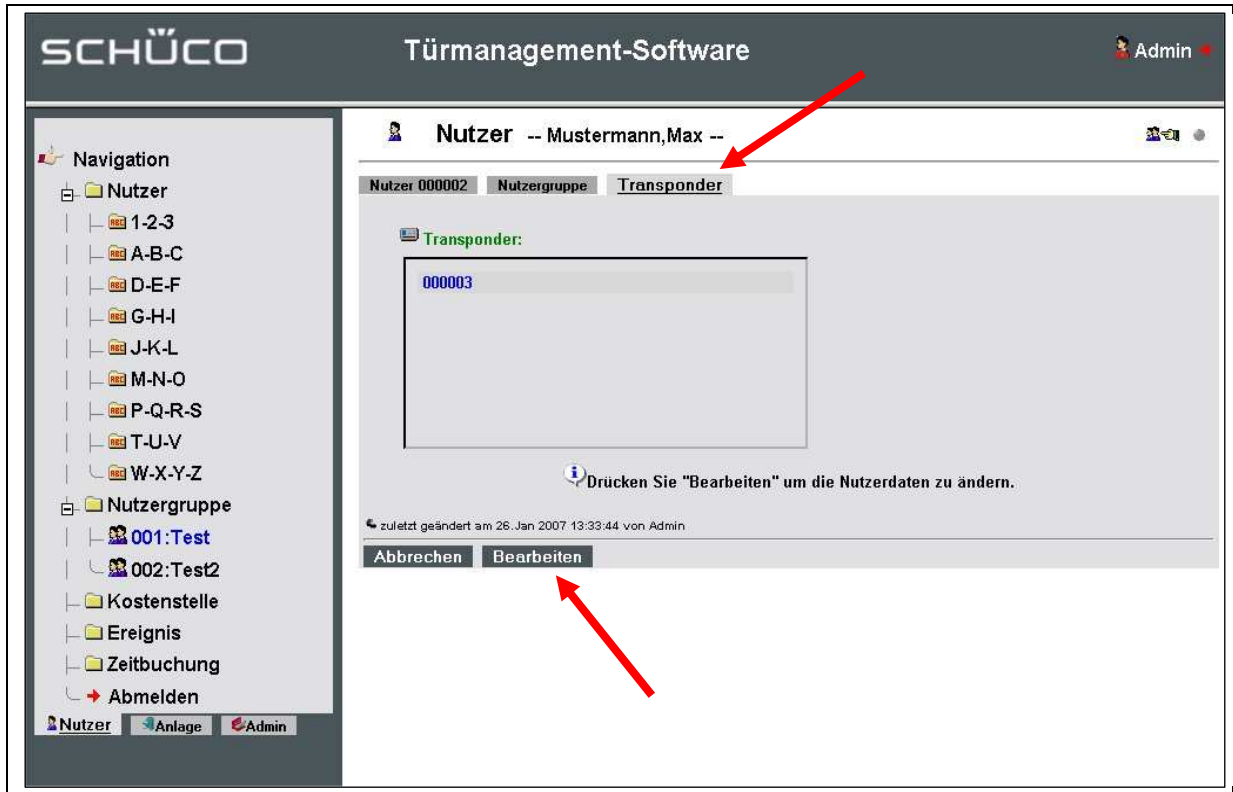 SCHÜCO
Türmanagement-Software
Admin
Navigation
Nutzer
1-2-3
A-B-C
D-E-F
G-H-I
J-K-L
M-N-O
P-Q-R-S
T-U-V
W-X-Y-Z
Nutzergruppe
001:Test
002:Test2
Kostenstelle
Ereignis
Zeitbuchung
Abmelden
Nutzer Anlage Admin
Nutzer -- Mustermann,Max --
Nutzer 000002 Nutzergruppe Transponder
Transponder:
000003
Drücken Sie "Bearbeiten" um die Nutzerdaten zu ändern.
zuletzt geändert am 26.Jan 2007 13:33:44 von Admin
Abbrechen Bearbeiten